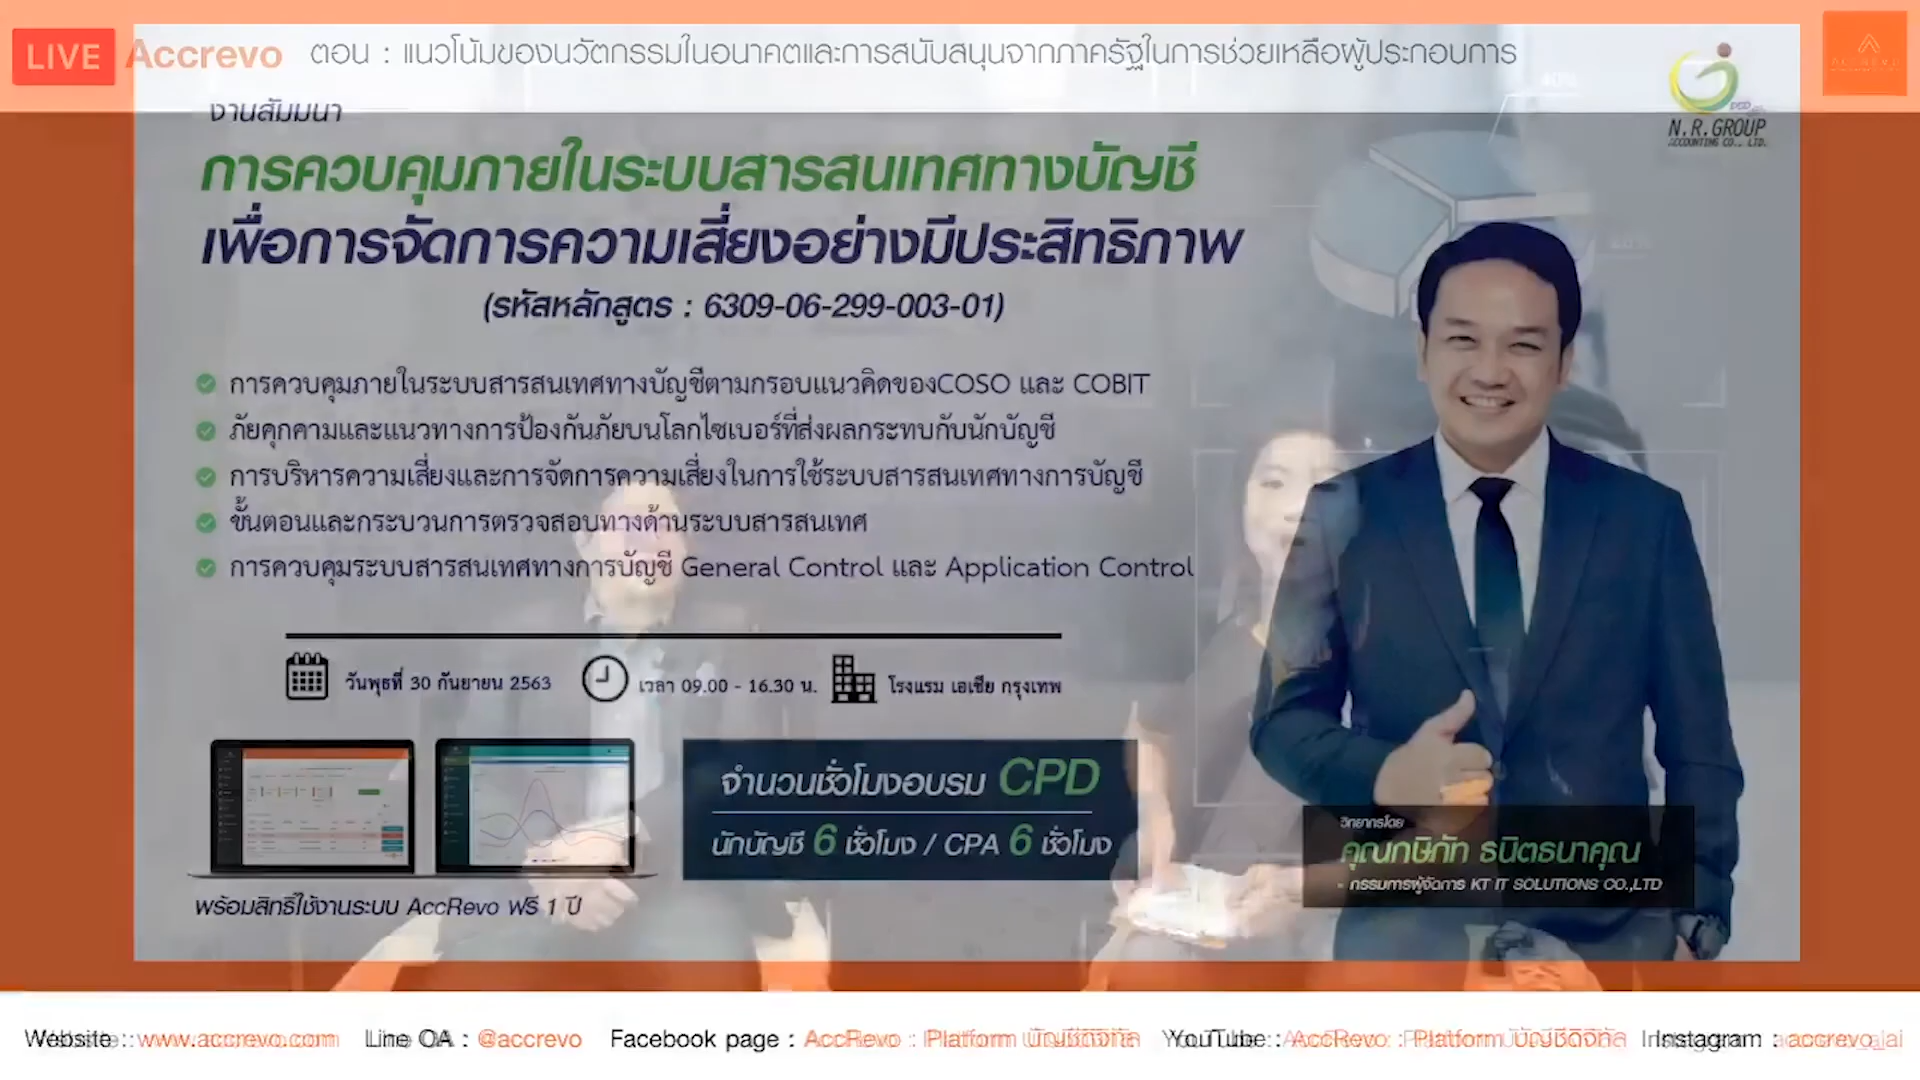 LIVE Accrevo ตอน : แนวโน้มของนวัตกรรมในอนาคตและการสนับสนุนจากภาครัฐในการช่วยเหลือผู้ประกอบการ
N.R.GROUP
ACCOUNTING CO., LTD.
งานสัมมนา
การควบคุมภายในระบบสารสนเทศทางบัญชี
เพื่อการจัดการความเสี่ยงอย่างมีประสิทธิภาพ
(รหัสหลักสูตร : 6309-06-299-003-01)
การควบคุมภายในระบบสารสนเทศทางบัญชีตามกรอบแนวคิดของCOSO และ COBIT
ภัยคุกคามและแนวทางการป้องกันภัยบนโลกไซเบอร์ที่ส่งผลกระทบกับนักบัญชี
การบริหารความเสี่ยงและการจัดการความเสี่ยงในการใช้ระบบสารสนเทศทางการบัญชี
ขั้นตอนและกระบวนการตรวจสอบทางด้านระบบสารสนเทศ
การควบคุมระบบสารสนเทศทางการบัญชี General Control และ Application Control
วันพุธที่ 30 กันยายน 2563 เวลา 09.00 - 16.30 น. โรงแรม เอเชีย กรุงเทพ
จำนวนชั่วโมงอบรม CPD
นักบัญชี 6 ชั่วโมง / CPA 6 ชั่วโมง
พร้อมสิทธิ์ใช้งานระบบ AccRevo ฟรี 1 ปี
วิทยากรโดย
คุณกษิภัท ธนิตธนาคุณ
- กรรมการผู้จัดการ KT IT SOLUTIONS CO.,LTD
Website : www.accrevo.com Line OA : @accrevo Facebook page : AccRevo : Platform บัญชีดิจิทัล YouTube : AccRevo : Platform บัญชีดิจิทัล Instagram : accrevo_ai